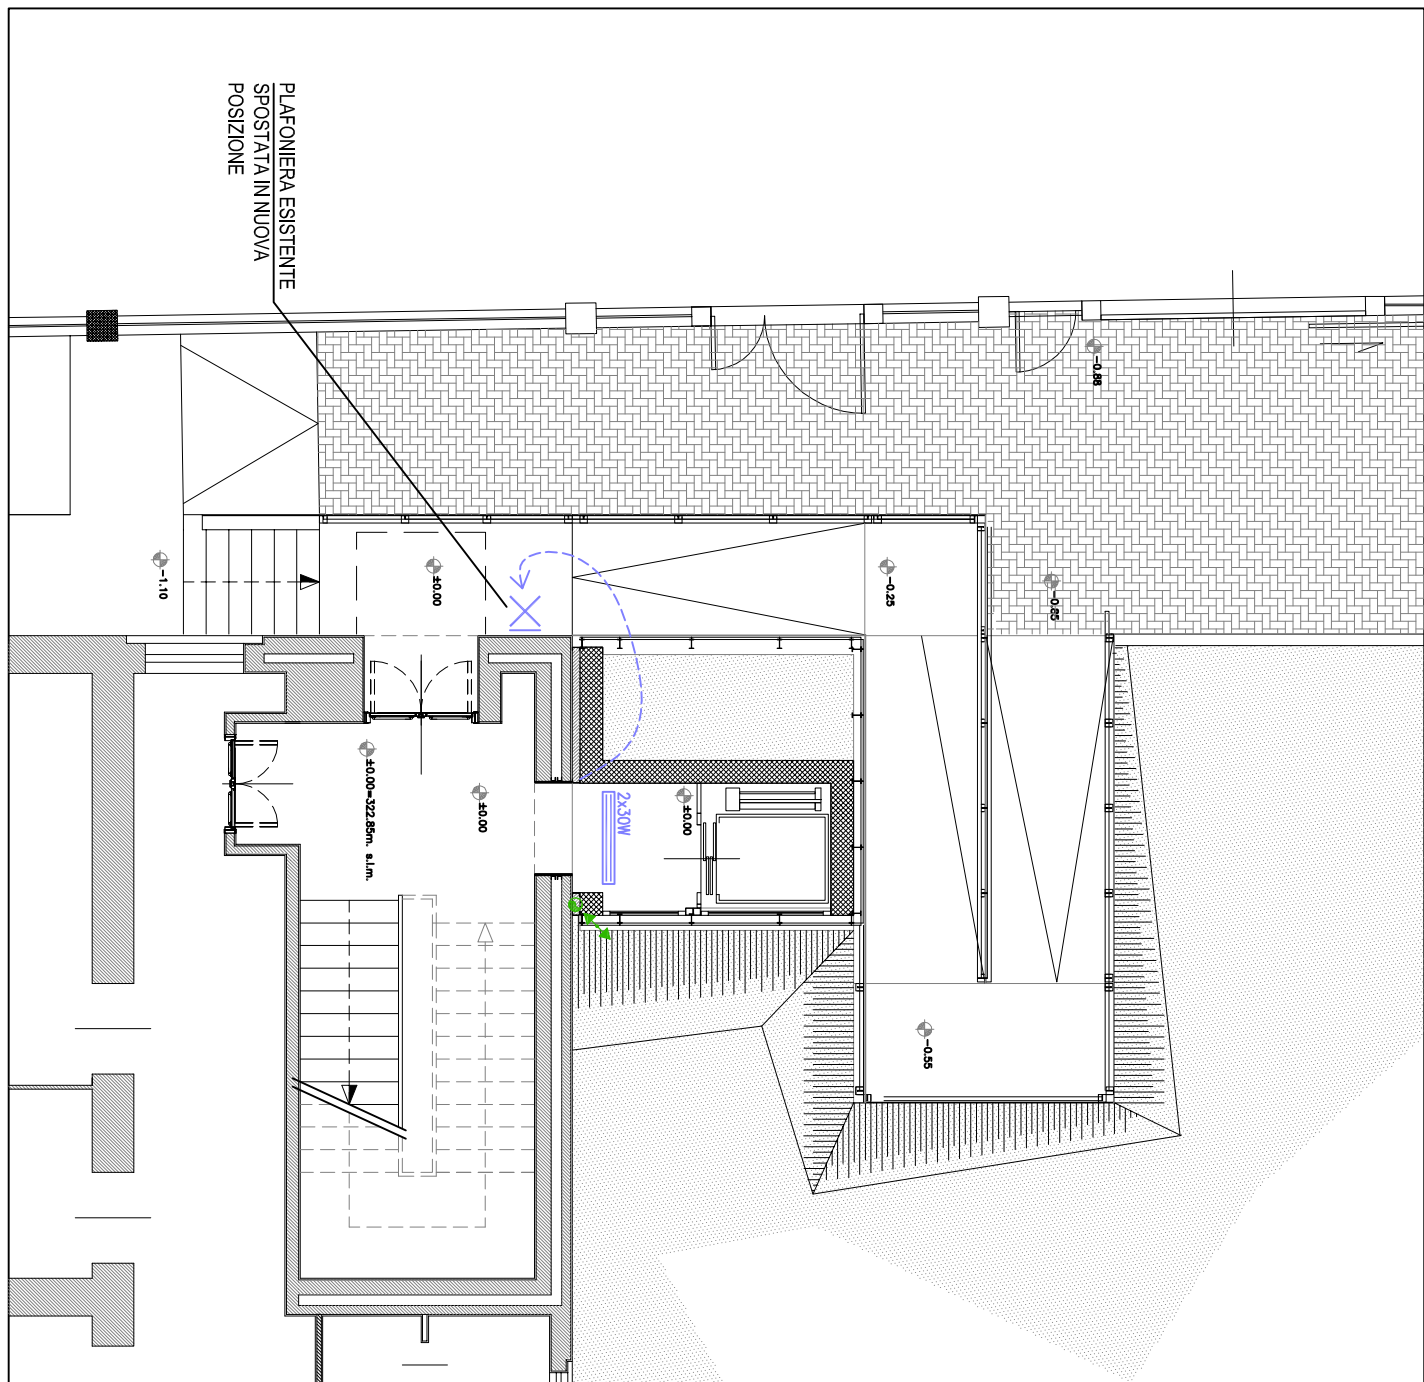 PLAFONIERA ESISTENTE
SPOSTATA IN NUOVA
POSIZIONE
-0.88
-1.10
±0.00
-0.25
-0.85
±0.00=322.85m. s.l.m.
±0.00
2x30W
±0.00
-0.55